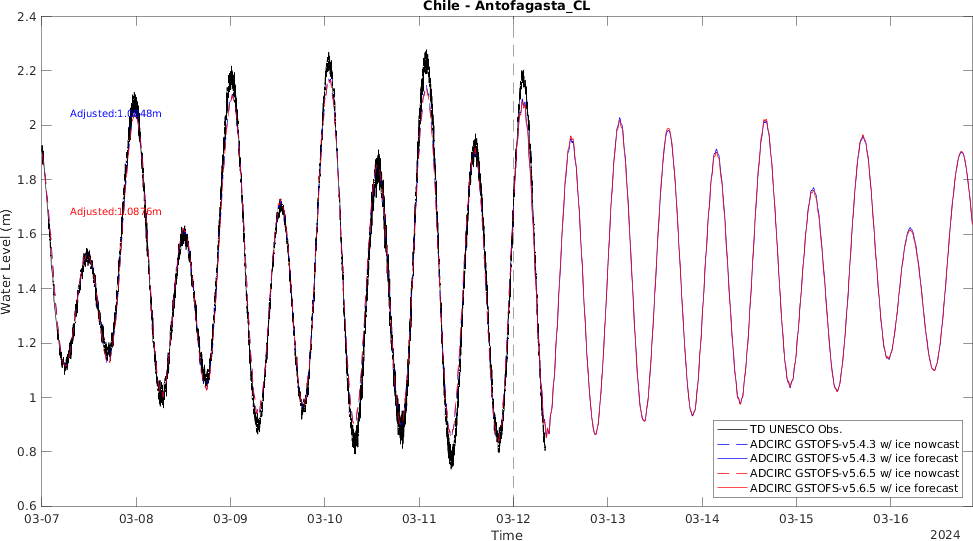 Chile - Antofagasta_CL
2.4
2.2
2
1.8
1.6
1.4
1.2
1
0.8
0.6
Water Level (m)
Adjusted:1.0848m
Adjusted:1.0876m
TD UNESCO Obs.
ADCIRC GSTOFS-v5.4.3 w/ ice nowcast
ADCIRC GSTOFS-v5.4.3 w/ ice forecast
ADCIRC GSTOFS-v5.6.5 w/ ice nowcast
ADCIRC GSTOFS-v5.6.5 w/ ice forecast
03-07 03-08 03-09 03-10 03-11 03-12 03-13 03-14 03-15 03-16
Time
2024